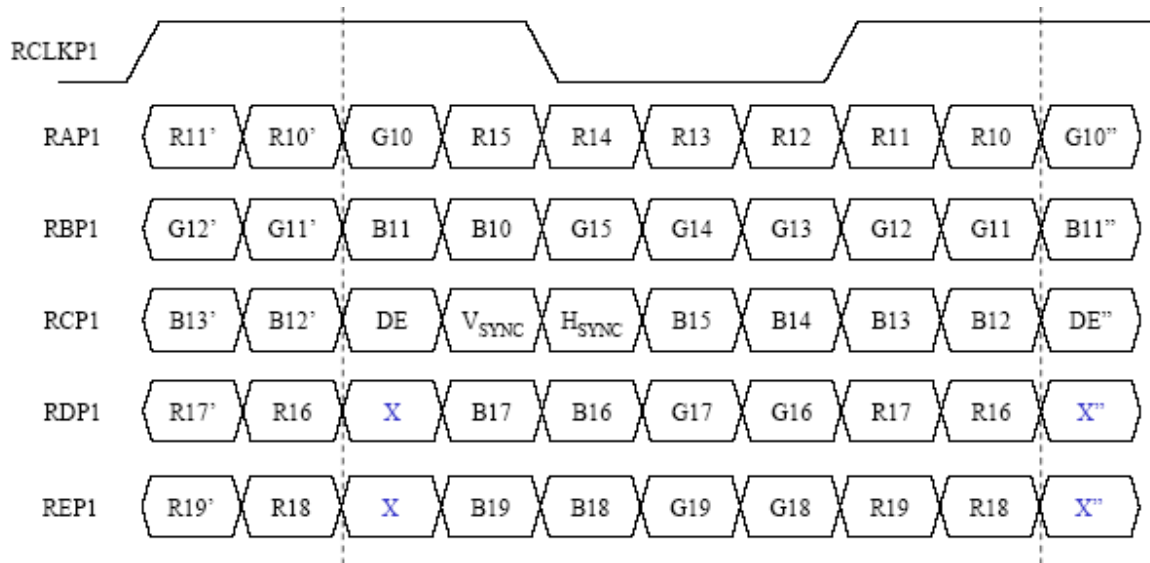 RCLKP1
RAP1 R11’ R10’ G10 R15 R14 R13 R12 R11 R10 G10”
RBP1 G12’ G11’ B11 B10 G15 G14 G13 G12 G11 B11”
RCP1 B13’ B12’ DE VSYNC HSYNC B15 B14 B13 B12 DE”
RDP1 R17’ R16 X B17 B16 G17 G16 R17 R16 X”
REP1 R19’ R18 X B19 B18 G19 G18 R19 R18 X”